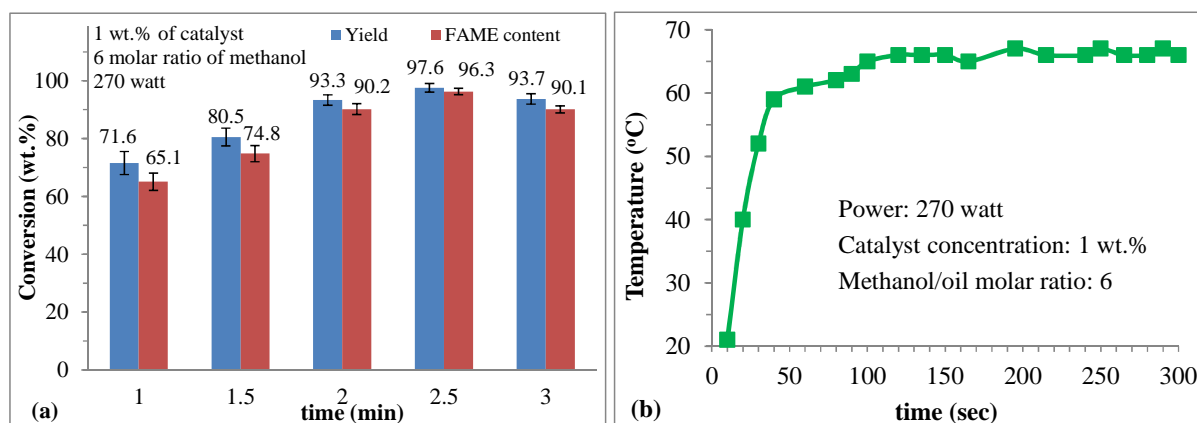 1 wt.% of catalyst
6 molar ratio of methanol
270 watt
Yield
FAME content
Conversion (wt.%)
100
80
60
40
20
0
71.6
65.1
80.5
74.8
93.3
90.2
97.6
96.3
93.7
90.1
1
1.5
2
2.5
3
time (min)
(a)
Temperature (ºC)
70
60
50
40
30
20
Power: 270 watt
Catalyst concentration: 1 wt.%
Methanol/oil molar ratio: 6
0
50
100
150
200
250
300
time (sec)
(b)